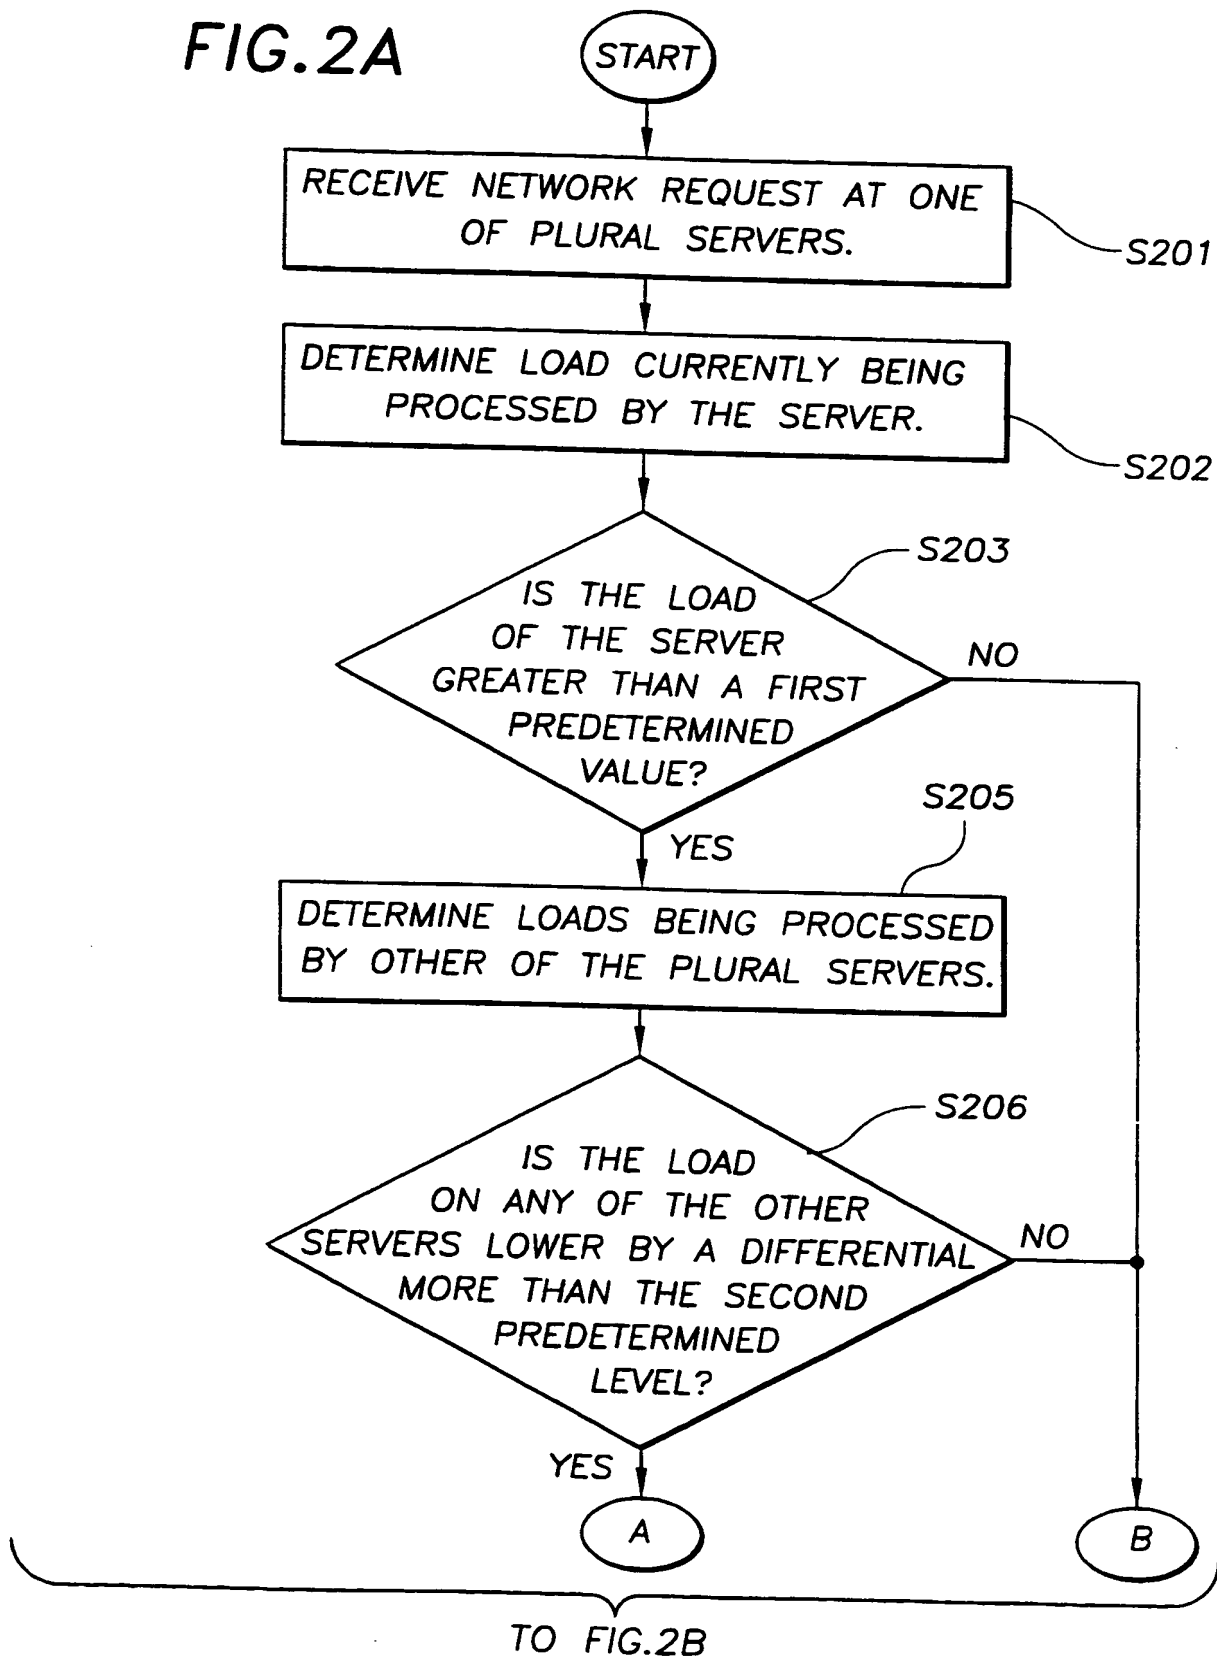 FIG.2A
START
RECEIVE NETWORK REQUEST AT ONE
OF PLURAL SERVERS.
S201
DETERMINE LOAD CURRENTLY BEING
PROCESSED BY THE SERVER.
S202
S203
IS THE LOAD
OF THE SERVER
GREATER THAN A FIRST
PREDETERMINED
VALUE?
NO
YES
S205
DETERMINE LOADS BEING PROCESSED
BY OTHER OF THE PLURAL SERVERS.
S206
IS THE LOAD
ON ANY OF THE OTHER
SERVERS LOWER BY A DIFFERENTIAL
MORE THAN THE SECOND
PREDETERMINED
LEVEL?
NO
YES
A
B
TO FIG.2B